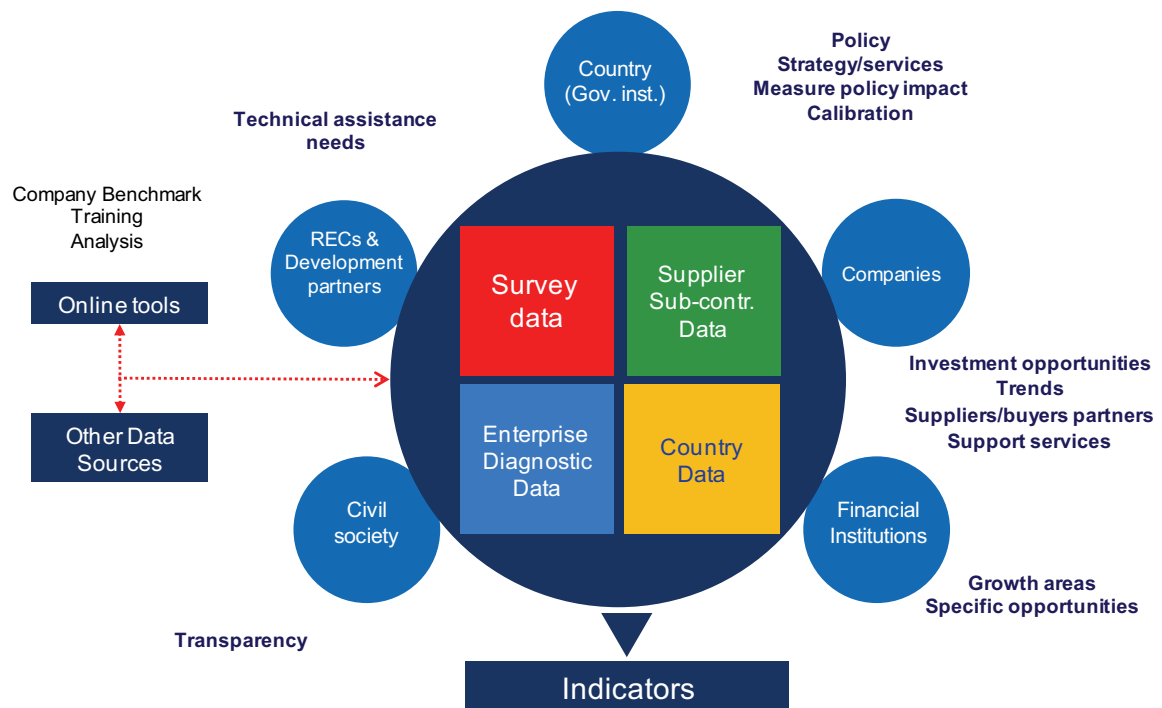 Country
(Gov. inst.)
Policy
Strategy/services
Measure policy impact
Calibration
Technical assistance
needs
Company Benchmark
Training
Analysis
RECs &
Development
partners
Survey
data
Supplier
Sub-contr.
Data
Companies
Online tools
Investment opportunities
Trends
Suppliers/buyers partners
Support services
Other Data
Sources
Enterprise
Diagnostic
Data
Country
Data
Civil
society
Financial
Institutions
Growth areas
Specific opportunities
Transparency
Indicators